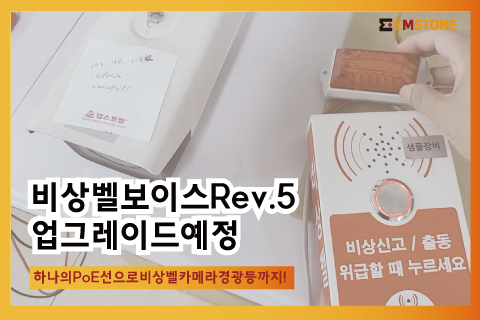 EMSTONE
엠스톤
샘플장비
비상신고 / 출동
위급할 때 누르세요
비상벨보이스Rev.5
업그레이드예정
하나의PoE선으로비상벨카메라경광등까지!